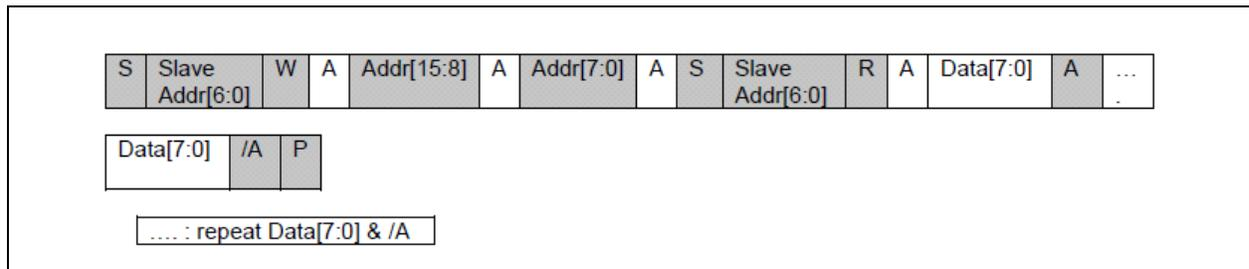 S Slave W A Addr[15:8] A Addr[7:0] A S Slave R A Data[7:0] A …
Addr[6:0] Addr[6:0] .
Data[7:0] /A P
…. : repeat Data[7:0] & /A